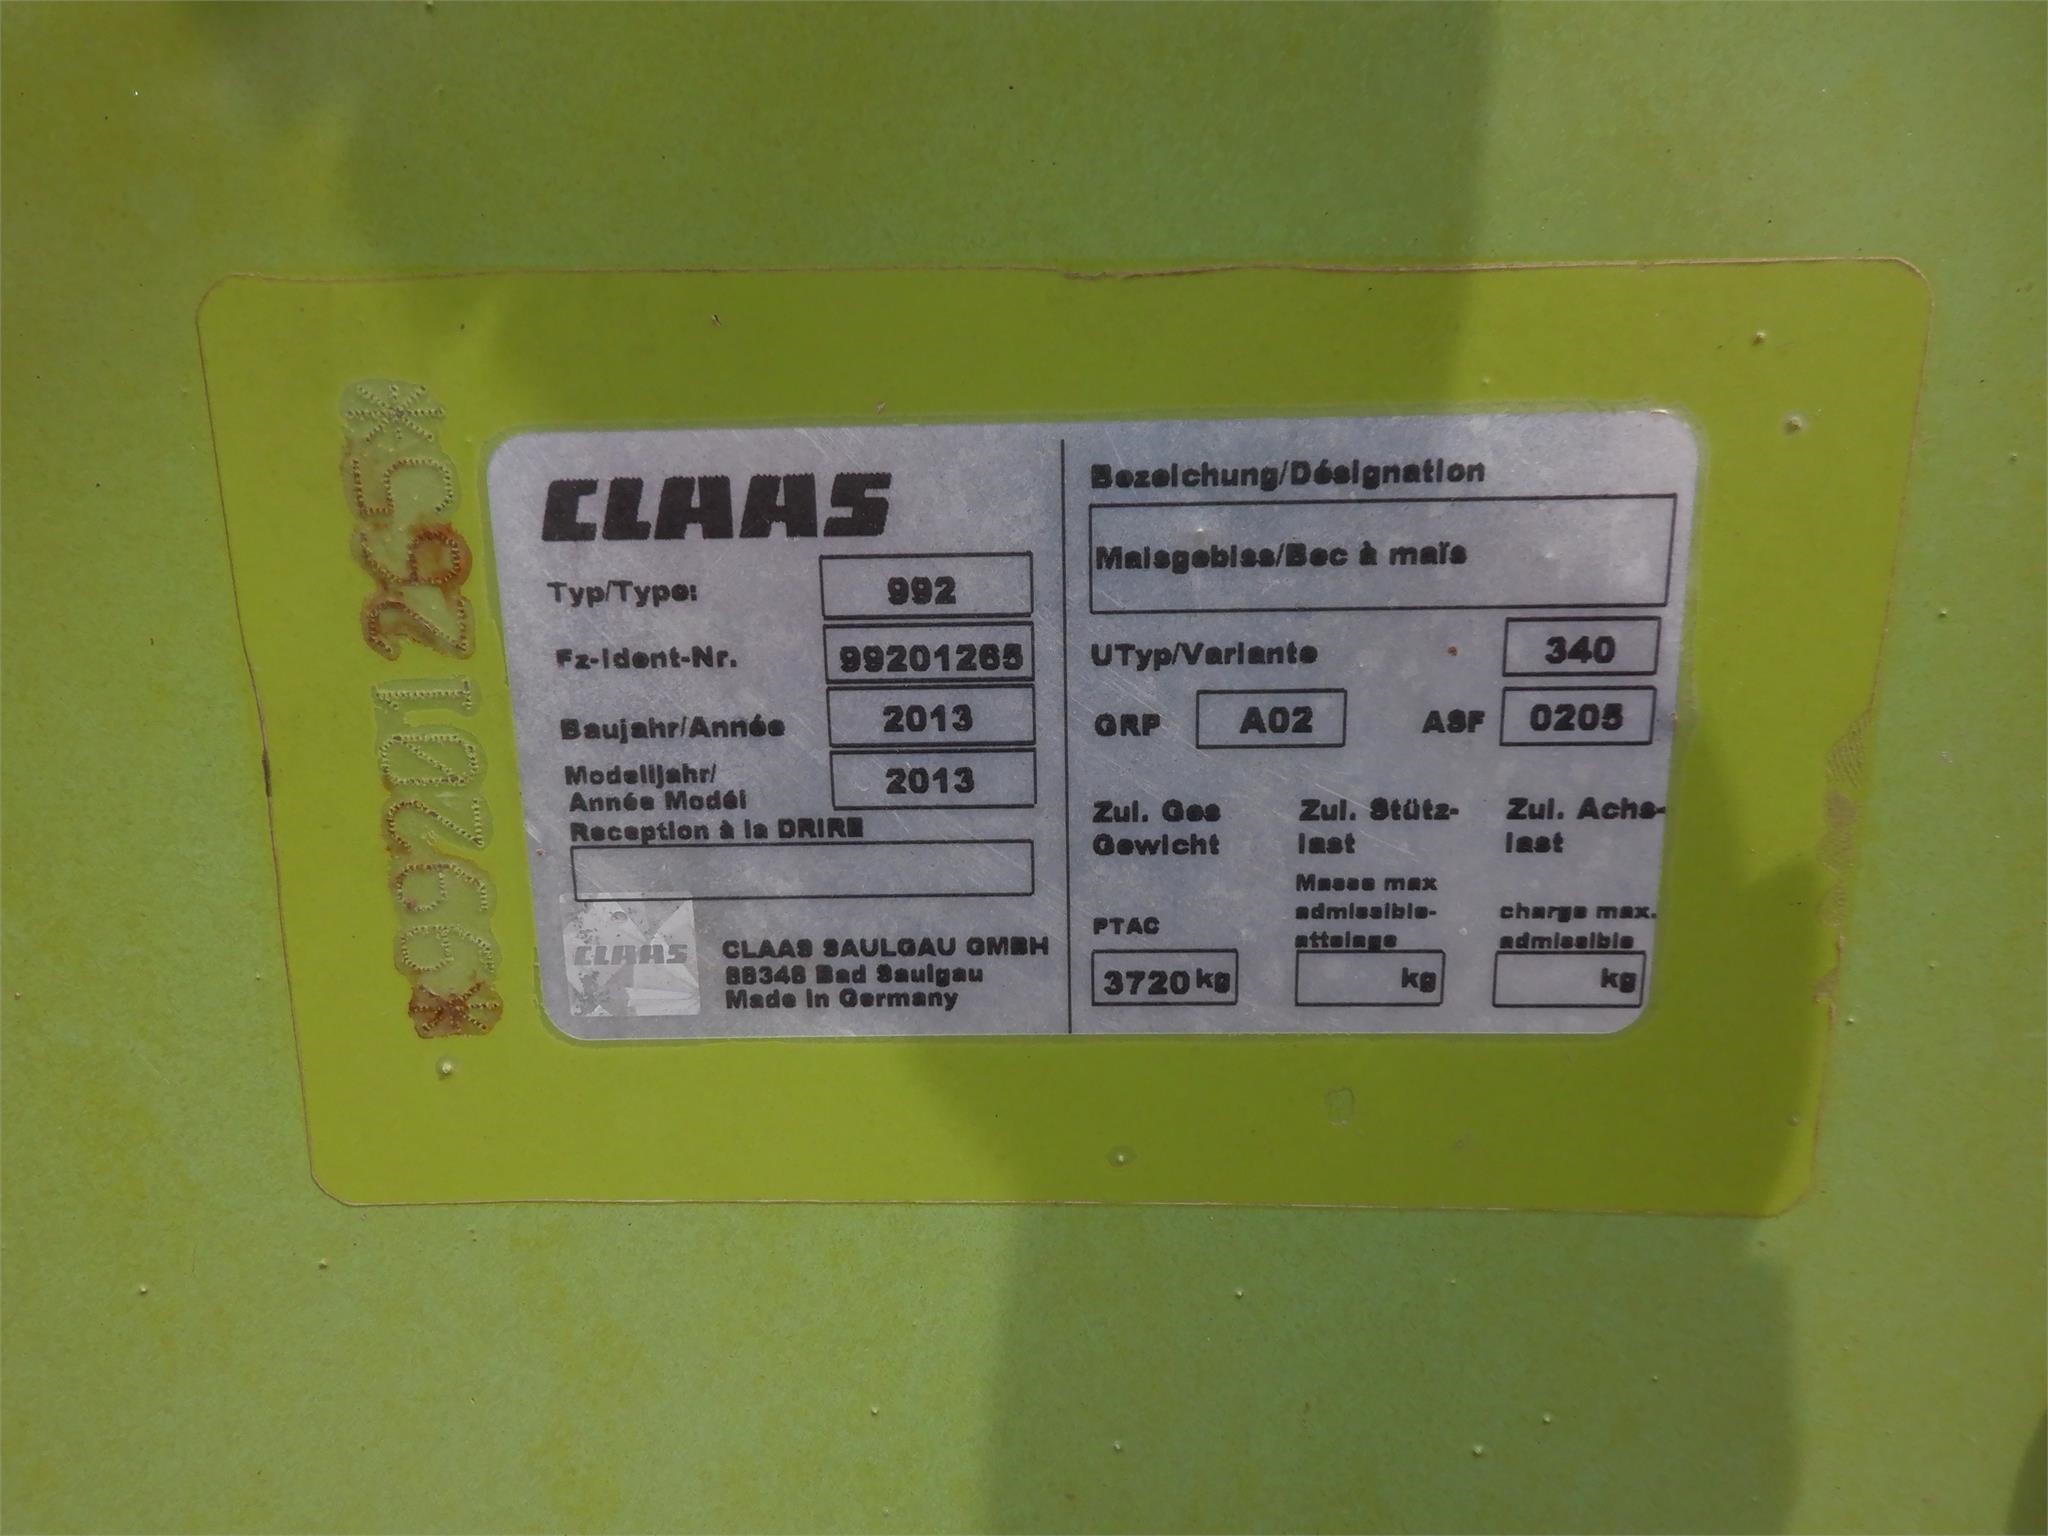 *99201265*
CLAAS
Typ/Type: 992
Fz-Ident-Nr. 99201265
Baujahr/Année 2013
Modelljahr/
Année Modél 2013
Reception à la DRIRE
CLAAS
CLAAS SAULGAU GMBH
88348 Bad Saulgau
Made in Germany
Bezeichung/Désignation
Maisgebiss/Bec à maïs
UTyp/Variante 340
GRP A02 ASF 0205
Zul. Ges Gewicht
PTAC
3720 kg
Zul. Stütz-
last
Masse max
admissible-
attelage
kg
Zul. Achs-
last
charge max.
admissible
kg